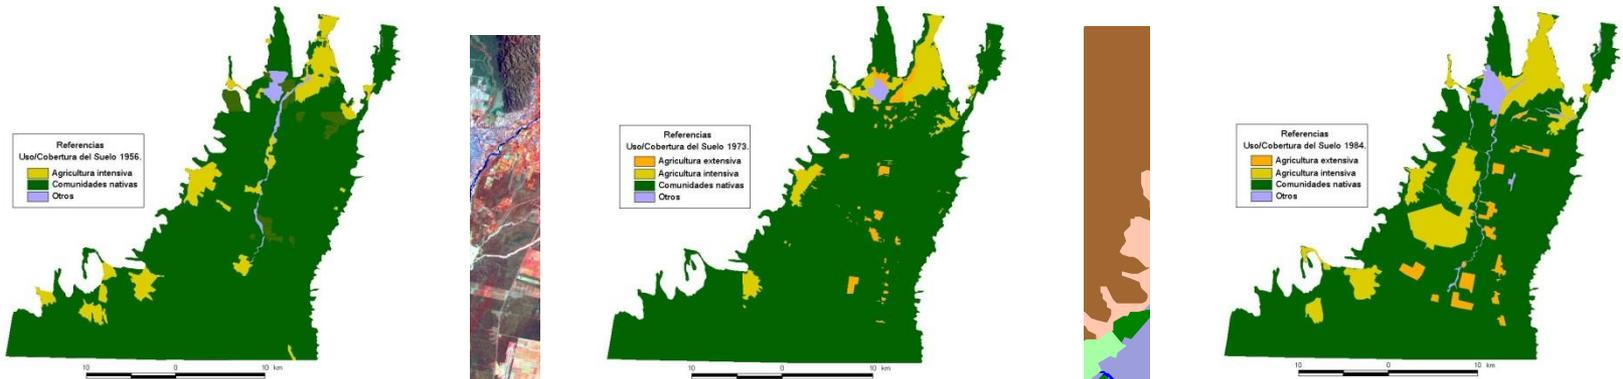 Referencias
Uso/Cobertura del Suelo 1956.
Agricultura intensiva
Comunidades nativas
Otros
10 0 10 km
Referencias
Uso/Cobertura del Suelo 1973.
Agricultura extensiva
Agricultura intensiva
Comunidades nativas
Otros
10 0 10 km
Referencias
Uso/Cobertura del Suelo 1984.
Agricultura extensiva
Agricultura intensiva
Comunidades nativas
Otros
10 0 10 km